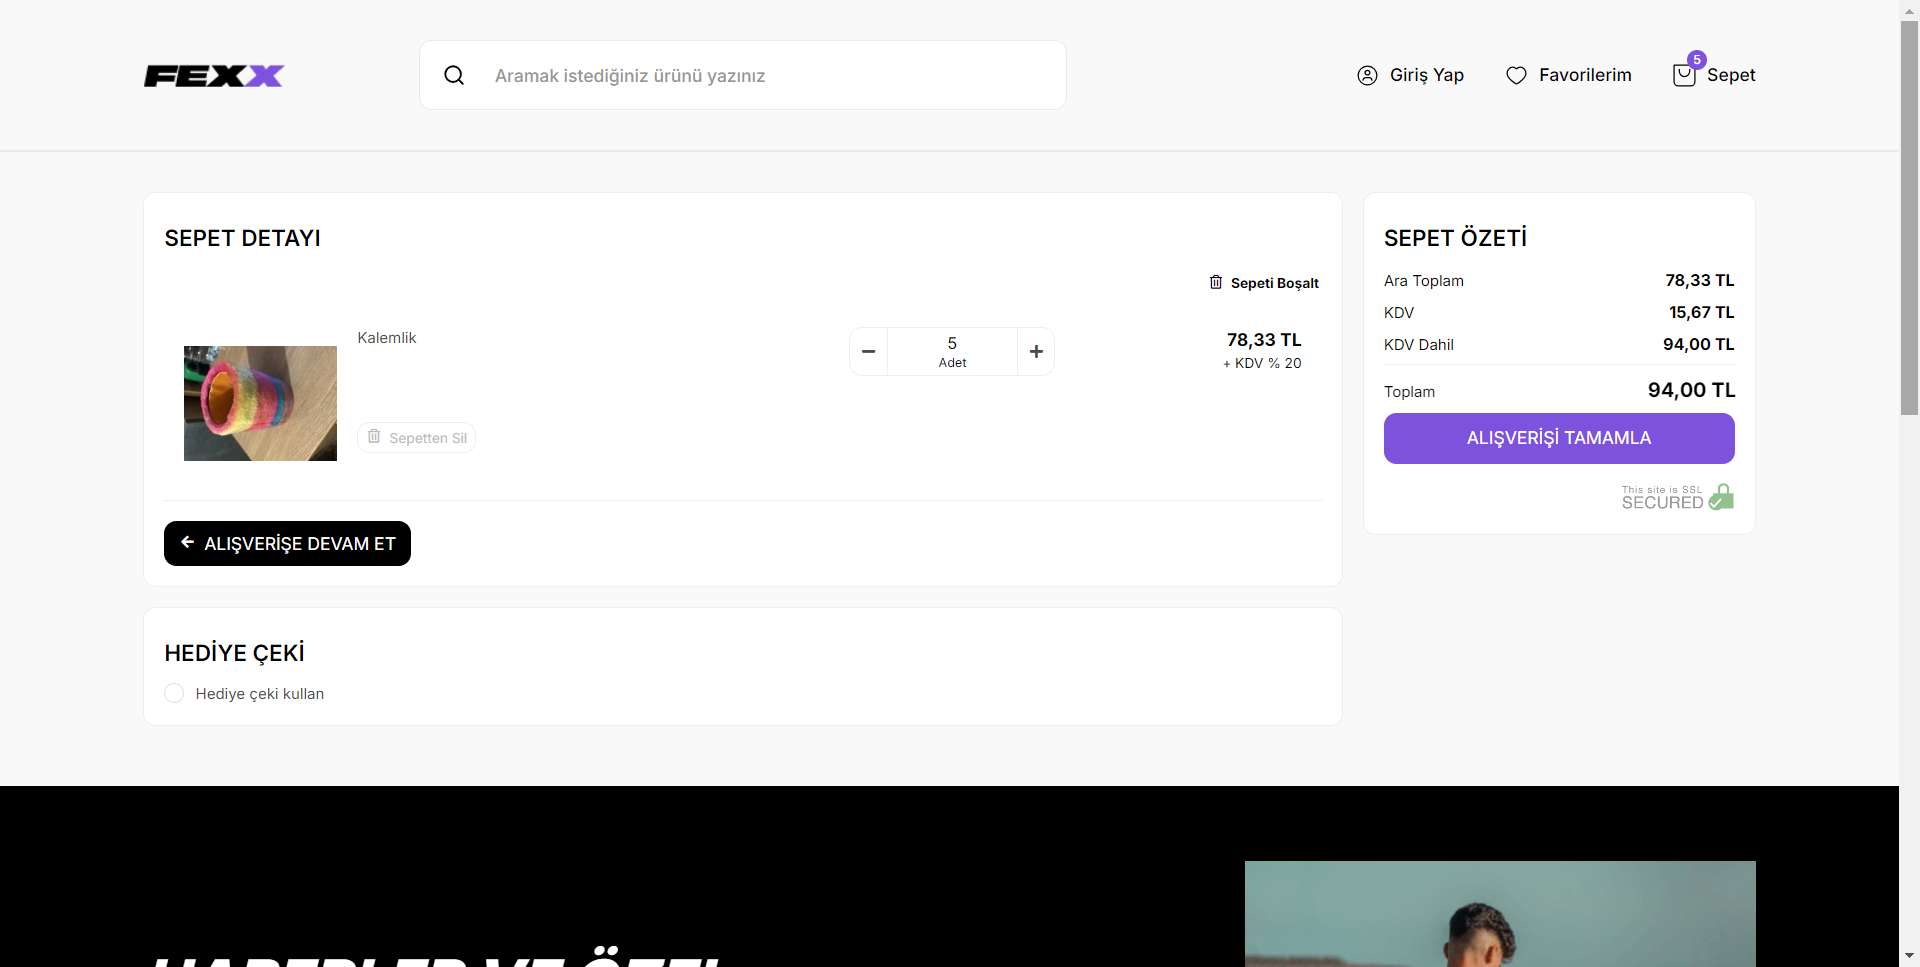 FEXX
Aramak istediğiniz ürünü yazınız
Giriş Yap
Favorilerim
5
Sepet
SEPET DETAYI
Sepeti Boşalt
Kalemlik
5
Adet
78,33 TL
+ KDV % 20
Sepetten Sil
ALIŞVERİŞE DEVAM ET
SEPET ÖZETİ
Ara Toplam 78,33 TL
KDV 15,67 TL
KDV Dahil 94,00 TL
Toplam 94,00 TL
ALIŞVERİŞİ TAMAMLA
This site is SSL
SECURED
HEDİYE ÇEKİ
Hediye çeki kullan
HABERLER VE ÖZEL